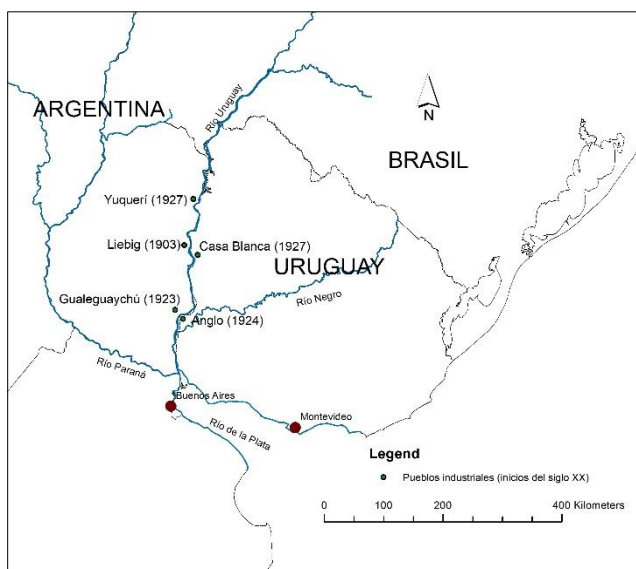 Río Uruguay
ARGENTINA
N
BRASIL
Yuquerí (1927)
Liebig (1903)
Casa Blanca (1927)
URUGUAY
Gualeguaychú (1923)
Río Negro
Anglo (1924)
Río Paraná
Buenos Aires
Montevideo
Río de la Plata
Legend
Pueblos industriales (inicios del siglo XX)
0 100 200 400 Kilometers